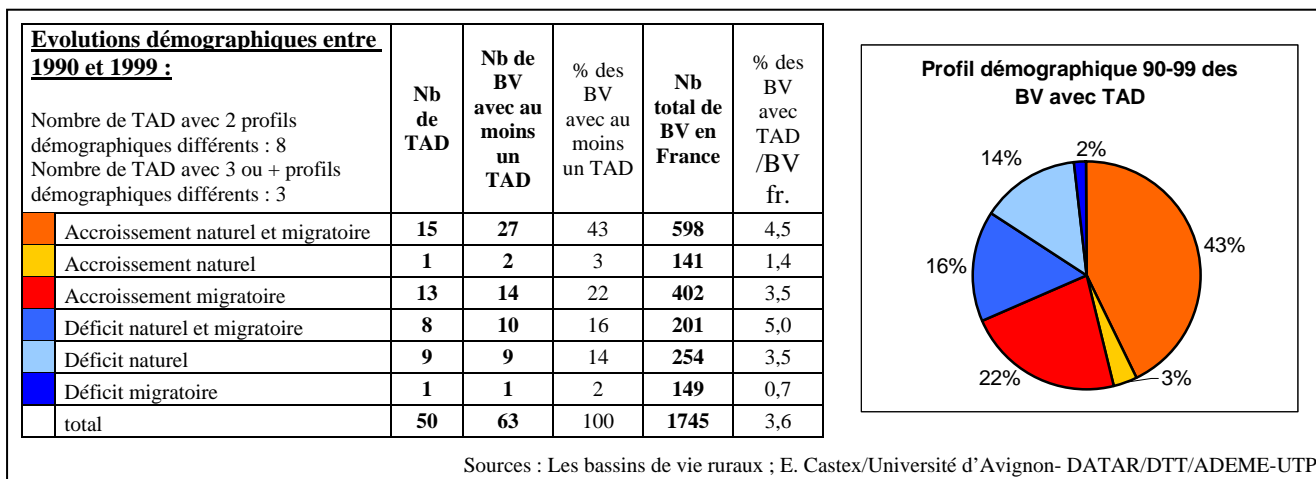 Evolutions démographiques entre
1990 et 1999 :
Nombre de TAD avec 2 profils
démographiques différents : 8
Nombre de TAD avec 3 ou + profils
démographiques différents : 3
Nb
de
TAD
Nb de
BV
avec au
moins
un
TAD
% des
BV
avec au
moins
un TAD
Nb
total de
BV en
France
% des
BV
avec
TAD
/BV
fr.
Accroissement naturel et migratoire 15 27 43 598 4,5
Accroissement naturel 1 2 3 141 1,4
Accroissement migratoire 13 14 22 402 3,5
Déficit naturel et migratoire 8 10 16 201 5,0
Déficit naturel 9 9 14 254 3,5
Déficit migratoire 1 1 2 149 0,7
total 50 63 100 1745 3,6
Profil démographique 90-99 des
BV avec TAD
2%
14%
43%
16%
22%
3%
Sources : Les bassins de vie ruraux ; E. Castex/Université d'Avignon- DATAR/DTT/ADEME-UTP